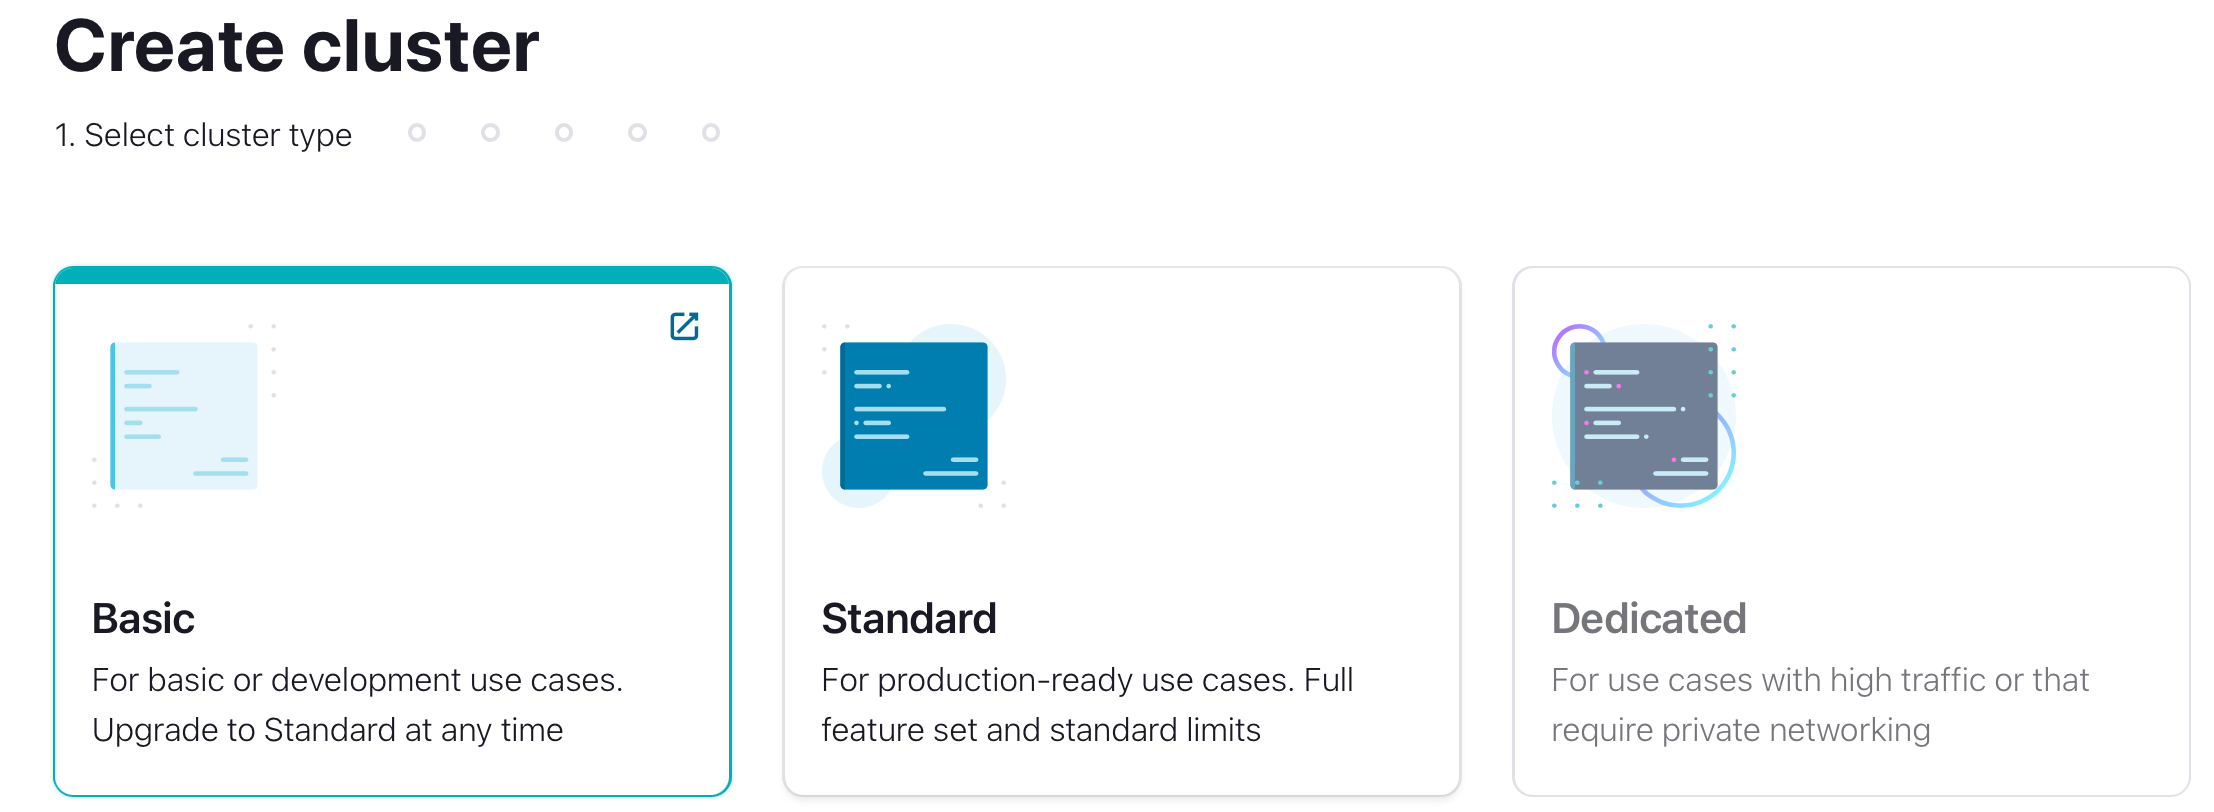 Create cluster
1. Select cluster type
Basic
For basic or development use cases.
Upgrade to Standard at any time
Standard
For production-ready use cases. Full
feature set and standard limits
Dedicated
For use cases with high traffic or that
require private networking